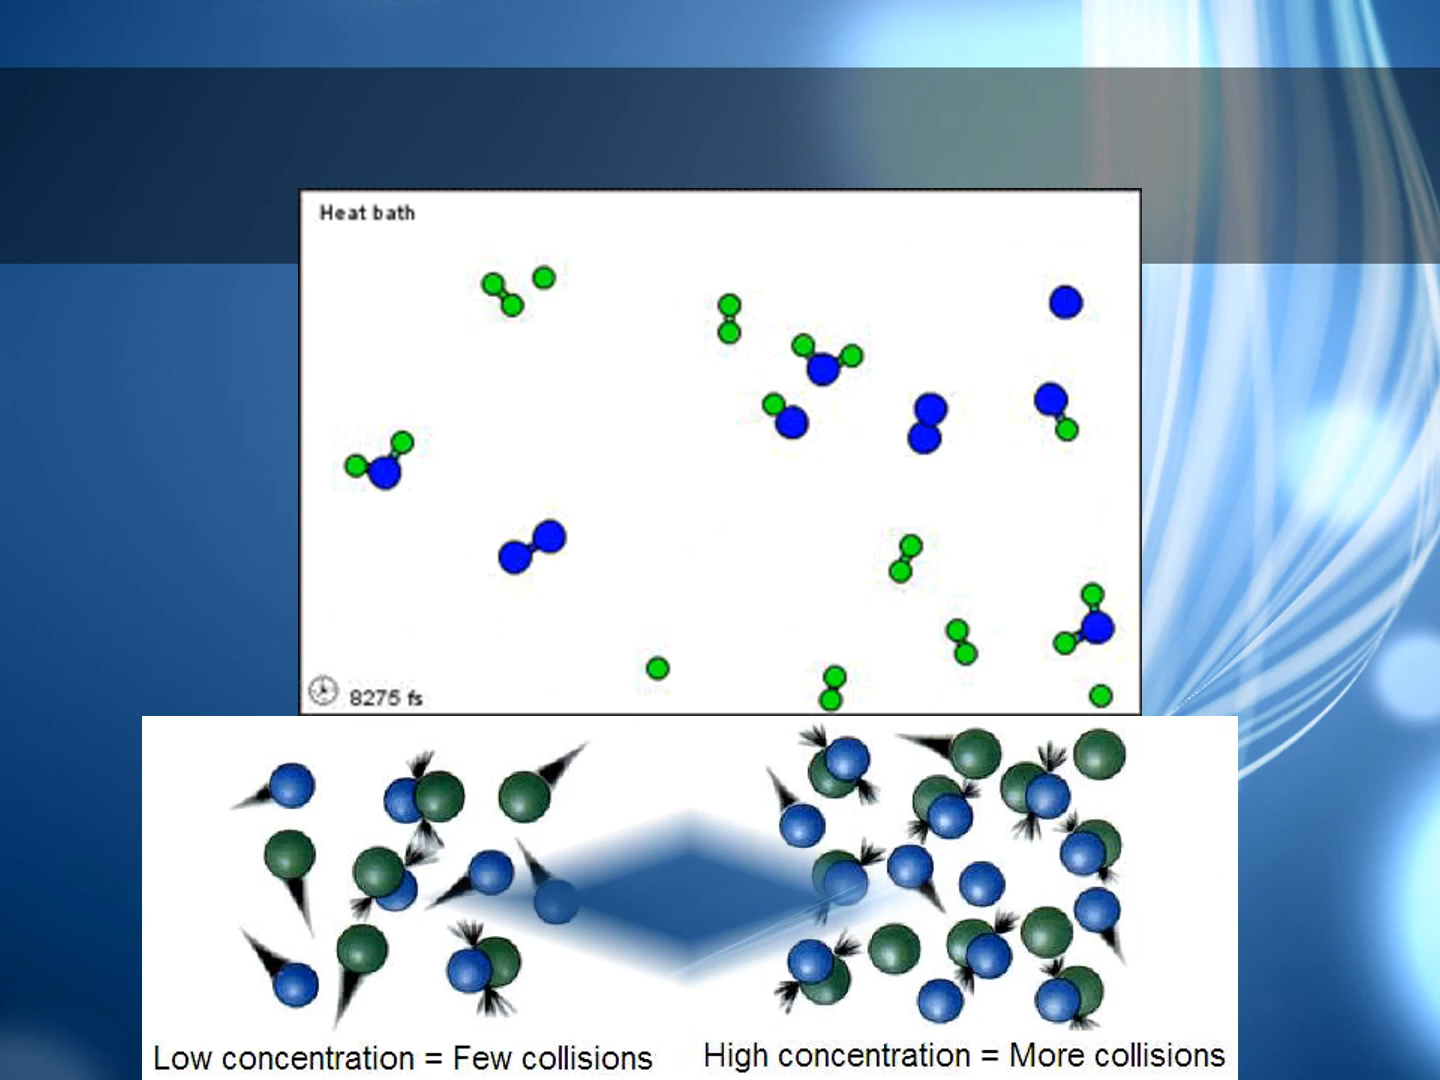 Heat bath
8275 fs
Low concentration = Few collisions
High concentration = More collisions